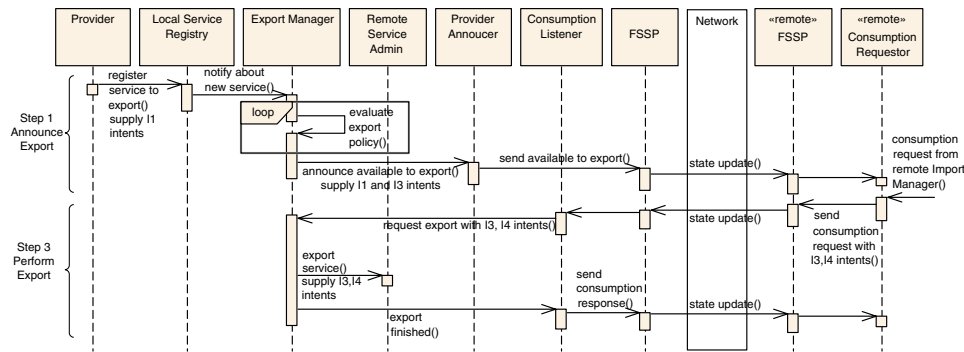 Provider
Local Service
Registry
Export Manager
Remote
Service
Admin
Provider
Annoucer
Consumption
Listener
FSSP
Network
«remote»
FSSP
«remote»
Consumption
Requestor
register
service to
export()
supply I1
intents
notify about
new service()
loop
evaluate
export
policy()
Step 1
Announce
Export
announce available to export()
supply I1 and I3 intents
send available to export()
state update()
consumption
request from
remote Import
Manager()
request export with I3, I4 intents()
state update()
send
consumption
request with
I3,I4 intents()
Step 3
Perform
Export
export
service()
supply I3,I4
intents
send
consumption
response()
export
finished()
state update()